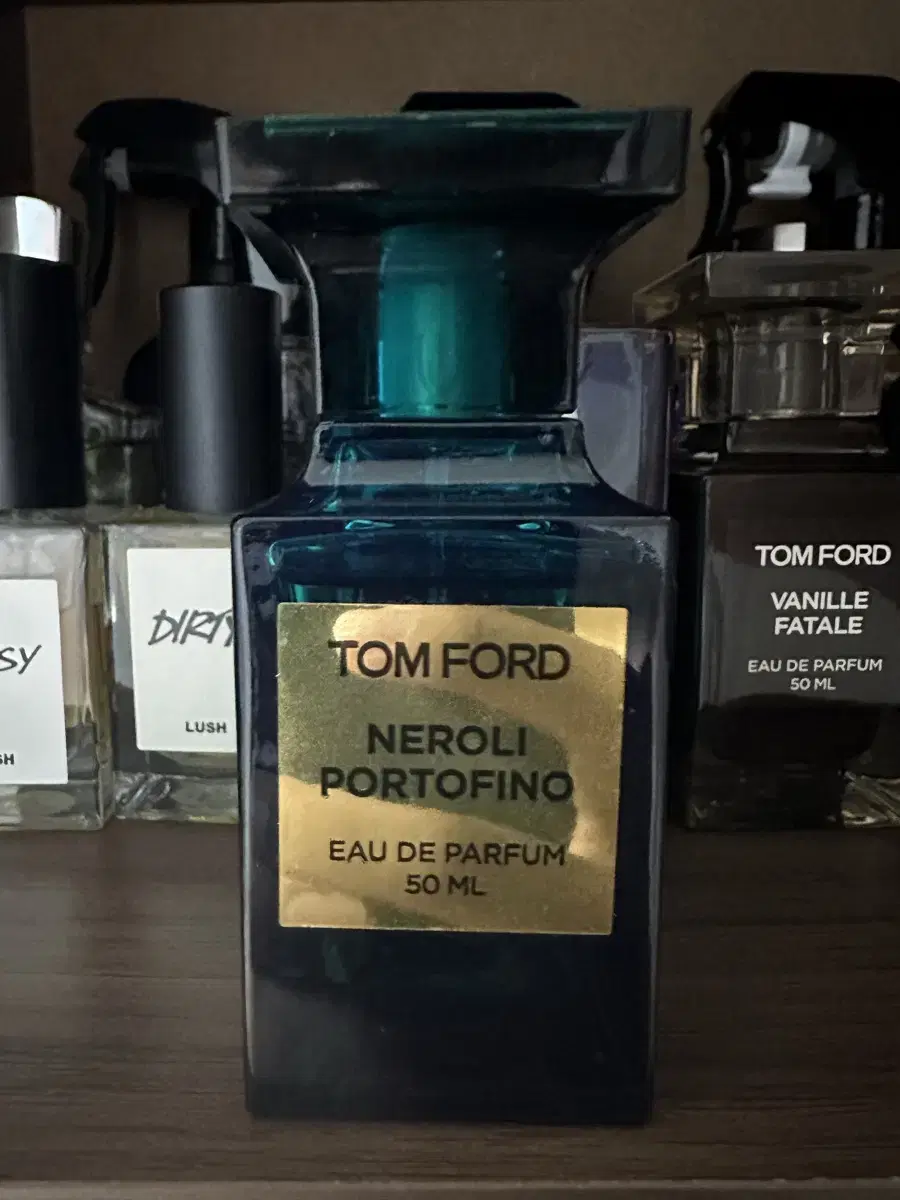 TOM FORD
NEROLI
PORTOFINO
EAU DE PARFUM
50 ML
TOM FORD
VANILLE
FATALE
EAU DE PARFUM
50 ML
DIRTY
LUSH
SY
SH